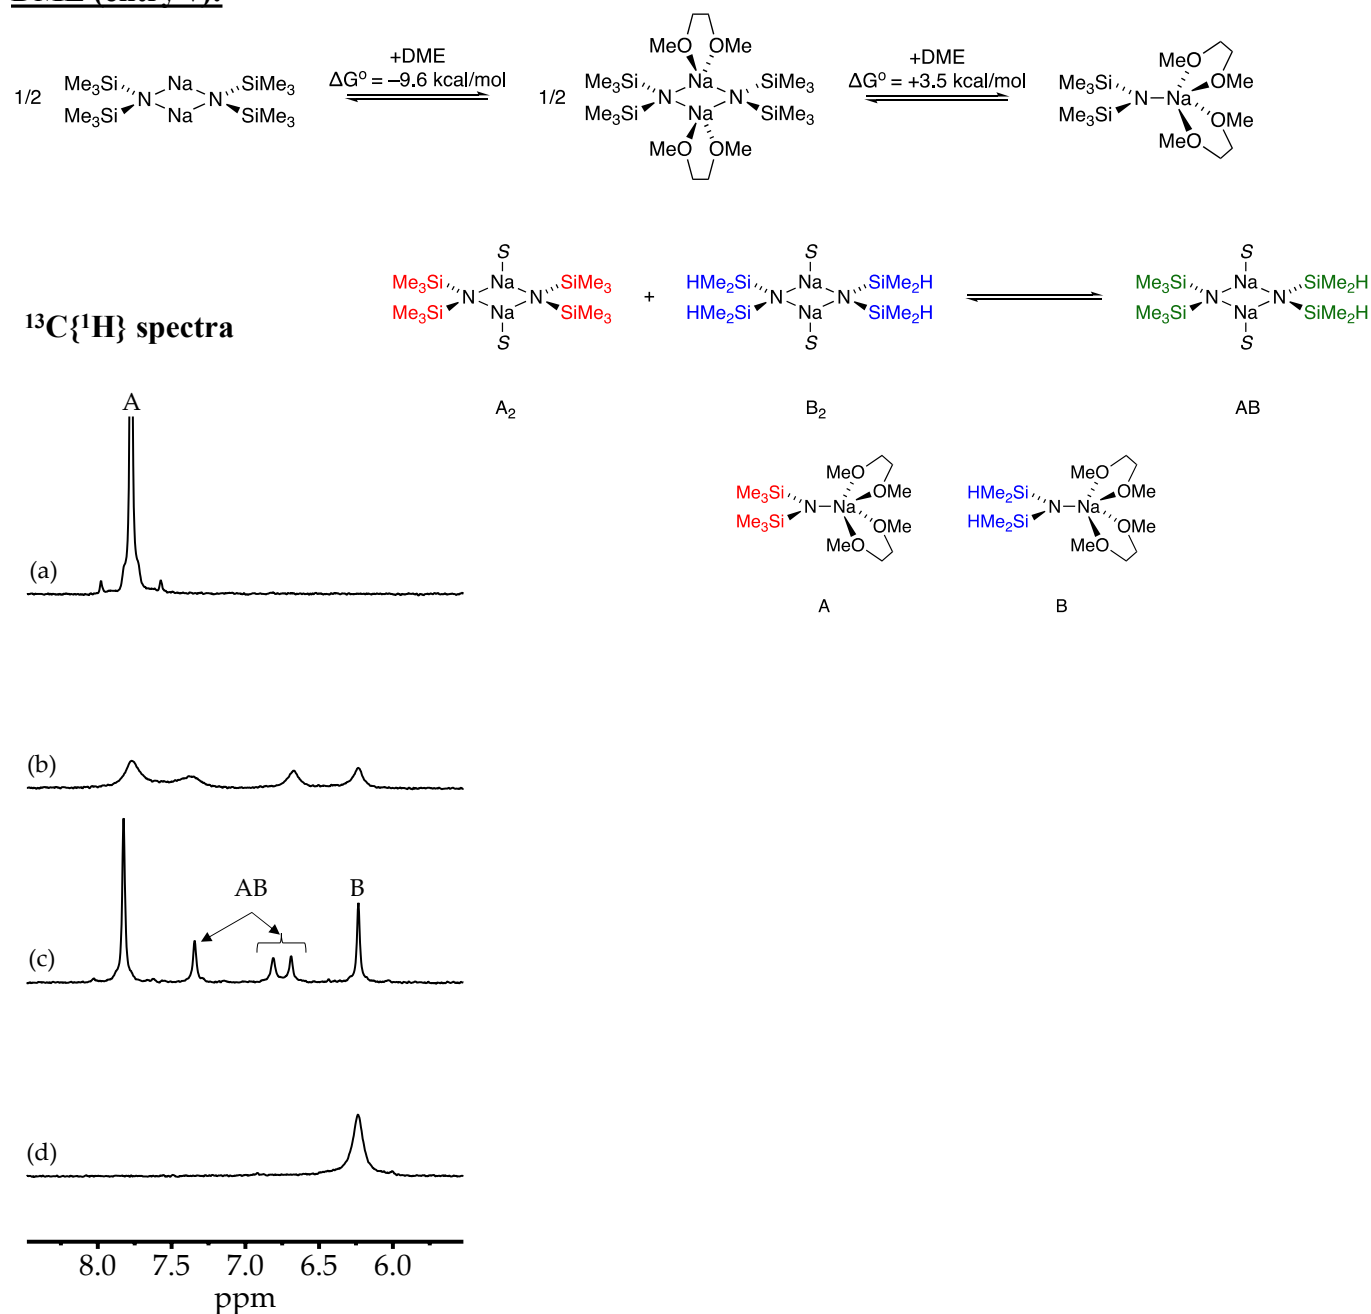 DME (entry 4):
+DME
ΔG° = –9.6 kcal/mol
+DME
ΔG° = +3.5 kcal/mol
1/2 Me3Si Me3Si N Na Na N SiMe3 SiMe3
1/2 MeO OMe Me3Si Me3Si N Na Na N SiMe3 SiMe3 MeO OMe
Me3Si Me3Si N Na MeO OMe OMe MeO
S Me3Si Me3Si N Na Na N SiMe3 SiMe3 S
+
S HMe2Si HMe2Si N Na Na N SiMe2H SiMe2H S
S Me3Si Me3Si N Na Na N SiMe2H SiMe2H S
13C{1H} spectra
A2
B2
AB
Me3Si Me3Si N Na MeO OMe OMe MeO
HMe2Si HMe2Si N Na MeO OMe OMe MeO
A
B
A
(a)
(b)
AB
B
(c)
(d)
8.0 7.5 7.0 6.5 6.0
ppm